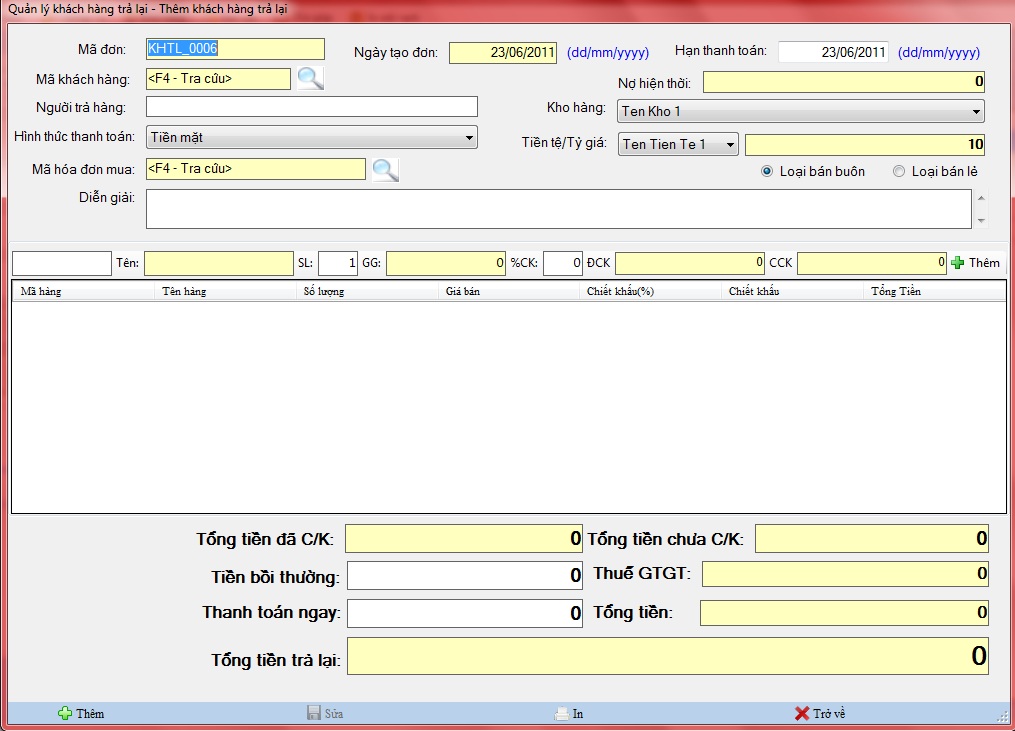 Quản lý khách hàng trả lại - Thêm khách hàng trả lại
Mã đơn: KHTL_0006 Ngày tạo đơn: 23/06/2011 (dd/mm/yyyy) Hạn thanh toán: 23/06/2011 (dd/mm/yyyy)
Mã khách hàng: <F4 - Tra cứu> Nợ hiện thời: 0
Người trả hàng: Kho hàng: Ten Kho 1
Hình thức thanh toán: Tiền mặt Tiền tệ/Tỷ giá: Ten Tien Te 1 10
Mã hóa đơn mua: <F4 - Tra cứu> Loại bán buôn Loại bán lẻ
Diễn giải:
Tên: SL: 1 GG: 0 %CK: 0 ĐCK 0 CCK 0 Thêm
Mã hàng Tên hàng Số lượng Giá bán Chiết khấu(%) Chiết khấu Tổng Tiền
Tổng tiền đã C/K: 0 Tổng tiền chưa C/K: 0
Tiền bồi thường: 0 Thuế GTGT: 0
Thanh toán ngay: 0 Tổng tiền: 0
Tổng tiền trả lại: 0
Thêm Sửa In Trở về